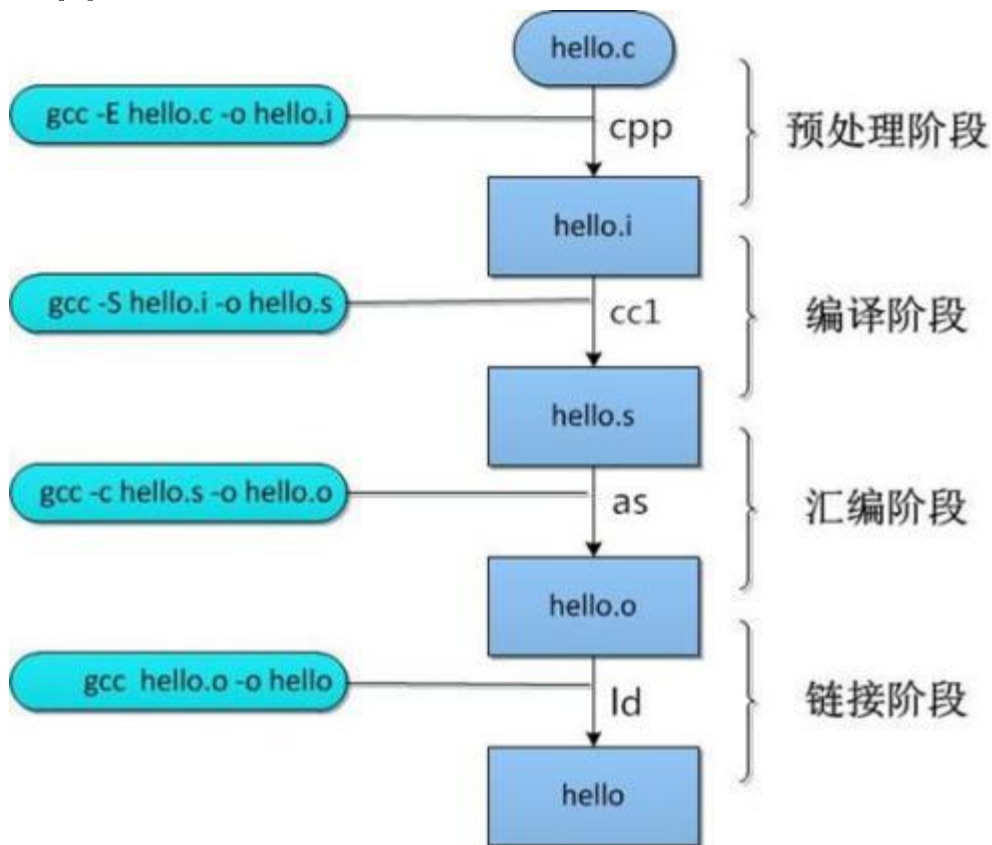 hello.c
gcc -E hello.c -o hello.i
cpp
预处理阶段
hello.i
gcc -S hello.i -o hello.s
cc1
编译阶段
hello.s
gcc -c hello.s -o hello.o
as
汇编阶段
hello.o
gcc hello.o -o hello
ld
链接阶段
hello